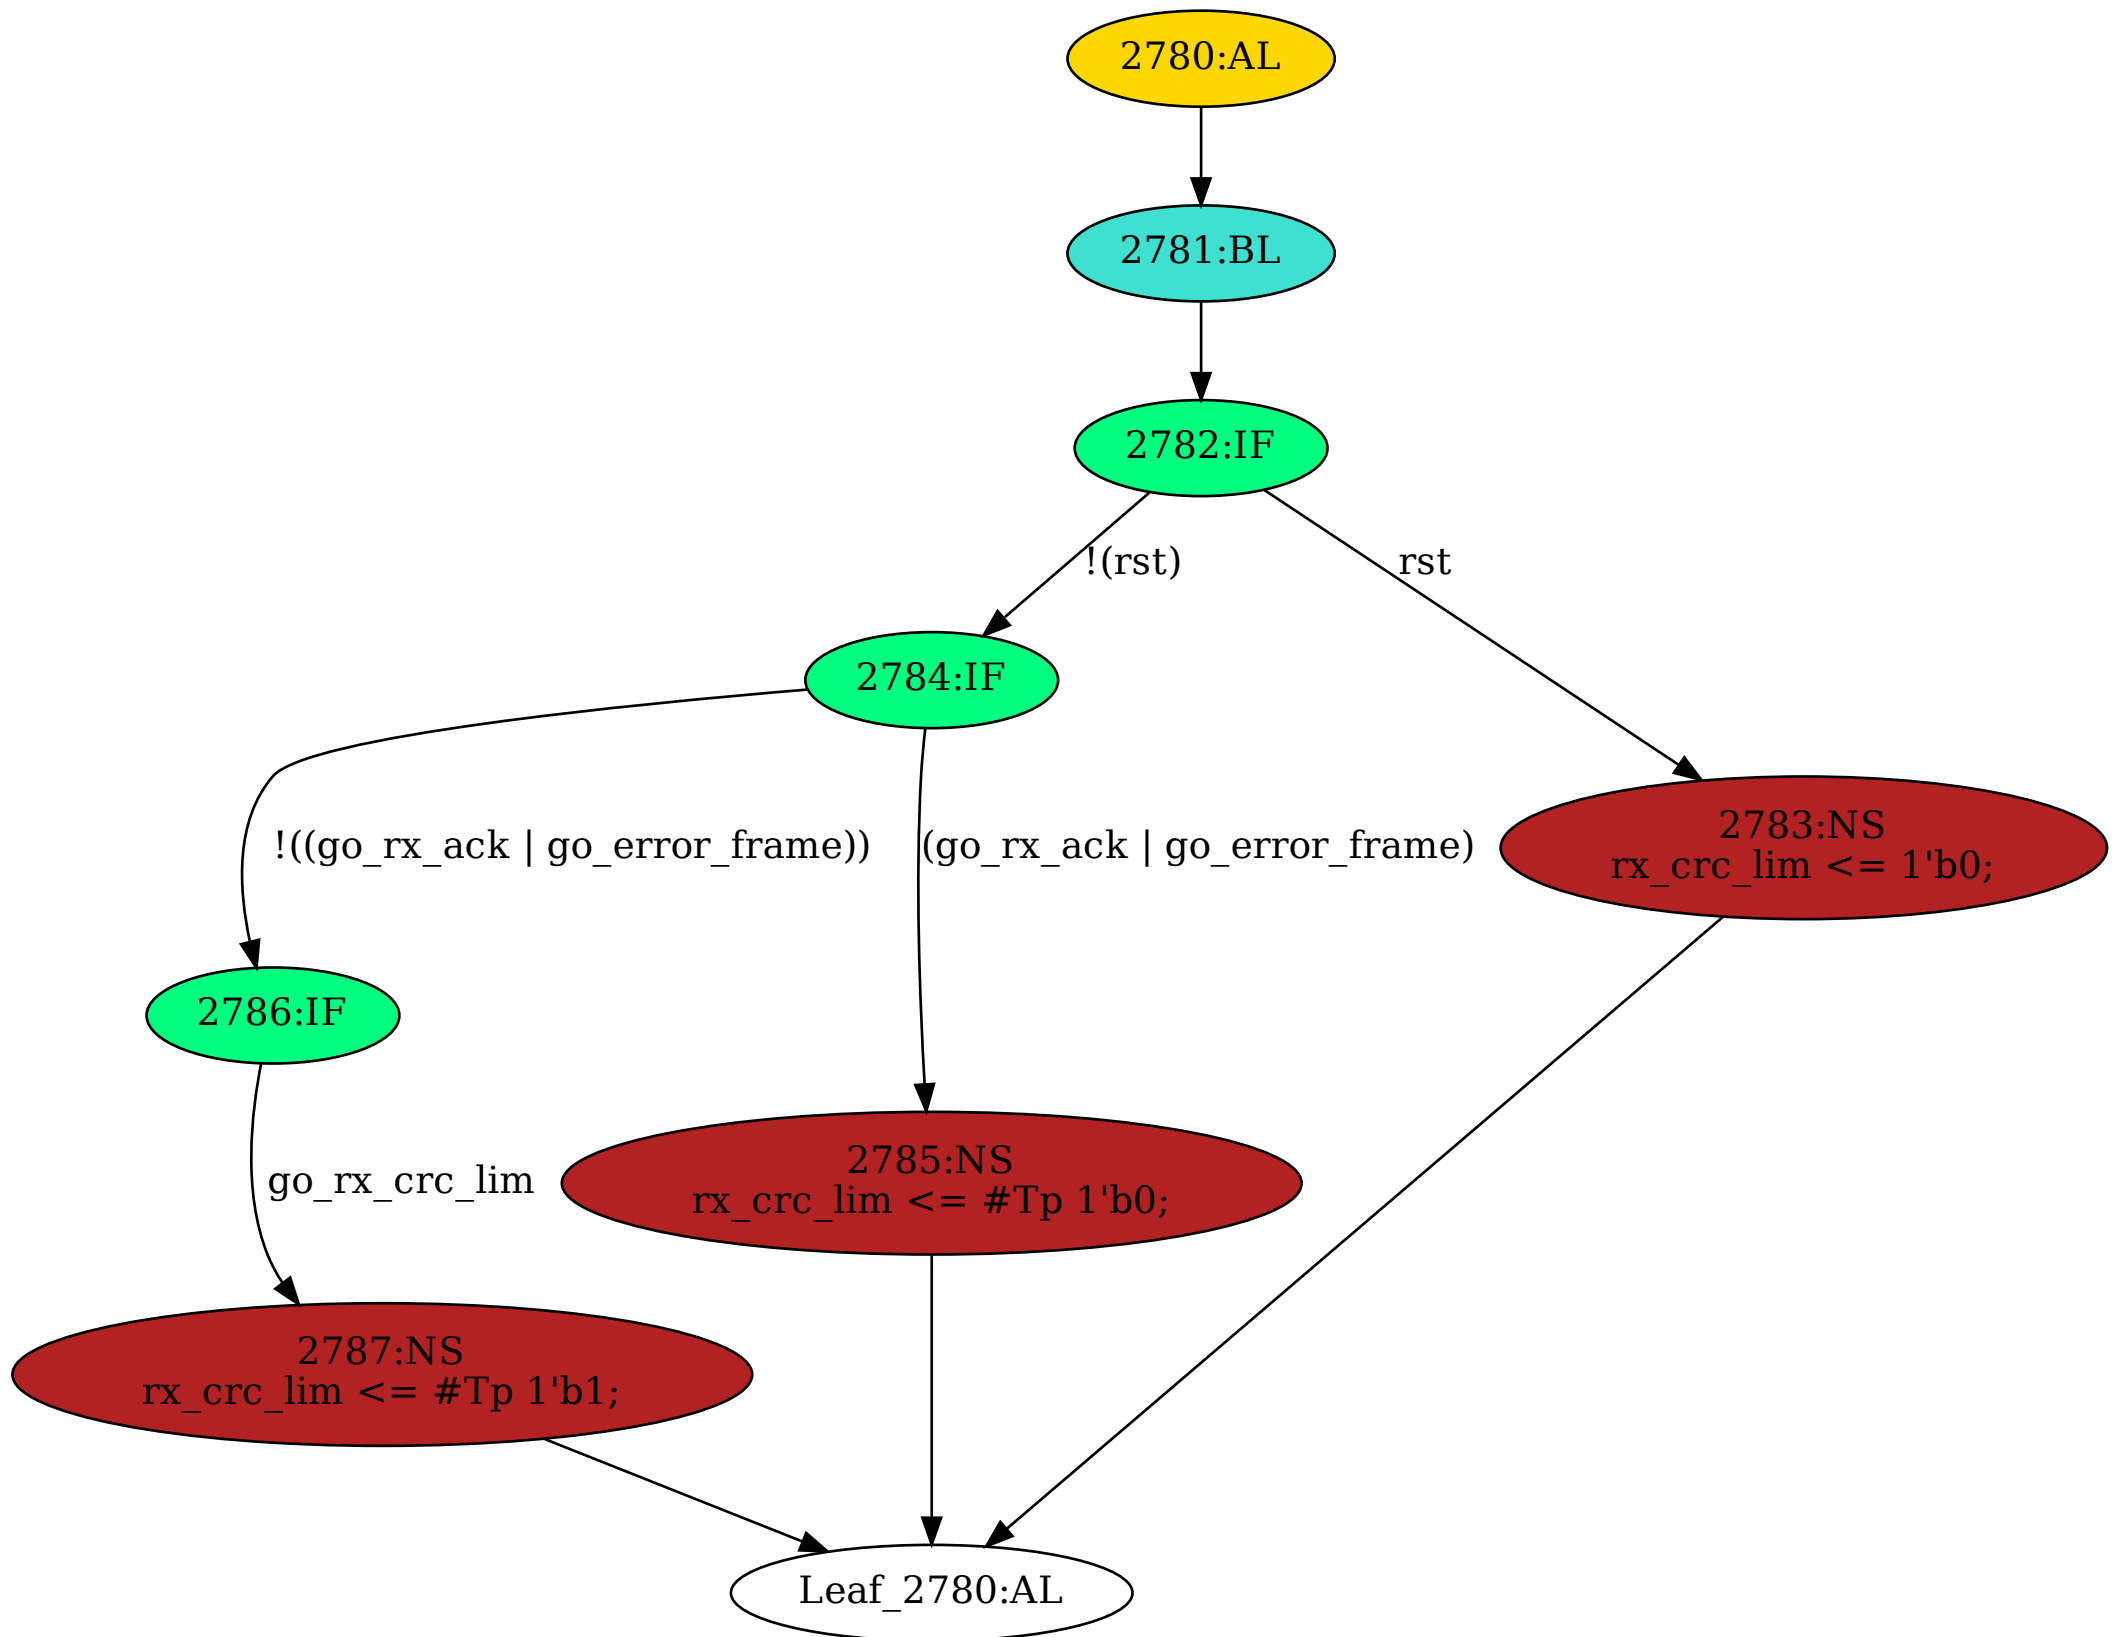 2780:AL
2781:BL
2782:IF
!(rst)
rst
2784:IF
!((go_rx_ack | go_error_frame))
(go_rx_ack | go_error_frame)
2783:NS
rx_crc_lim <= 1'b0;
2786:IF
go_rx_crc_lim
2785:NS
rx_crc_lim <= #Tp 1'b0;
2787:NS
rx_crc_lim <= #Tp 1'b1;
Leaf_2780:AL